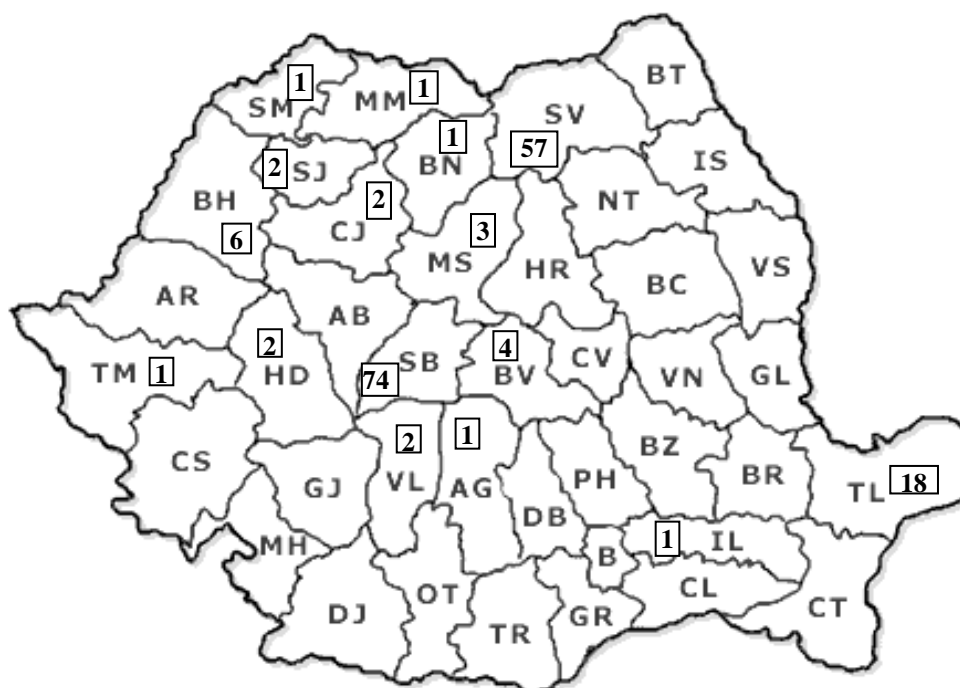 BT
1
SM
MM
1
SV
1
BN
57
IS
2
SJ
NT
BH
2
CJ
6
3
MS
HR
BC
VS
AR
AB
2
HD
TM
1
SB
74
4
BV
CV
VN
GL
CS
2
VL
1
AG
GJ
DB
PH
BZ
BR
TL
18
MH
B
1
IL
CL
DJ
OT
TR
GR
CT